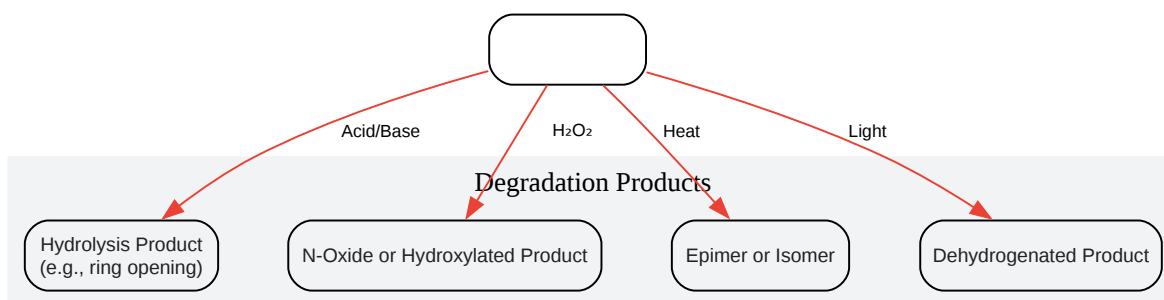 Acid/Base
H₂O₂
Heat
Light
Degradation Products
Hydrolysis Product
(e.g., ring opening)
N-Oxide or Hydroxylated Product
Epimer or Isomer
Dehydrogenated Product